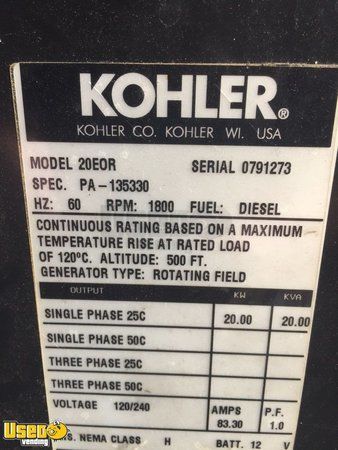 KOHLER®
KOHLER CO. KOHLER WI. USA
MODEL 20EOR SERIAL 0791273
SPEC. PA-135330
HZ: 60 RPM: 1800 FUEL: DIESEL
CONTINUOUS RATING BASED ON A MAXIMUM
TEMPERATURE RISE AT RATED LOAD
OF 120°C. ALTITUDE: 500 FT.
GENERATOR TYPE: ROTATING FIELD
OUTPUT KW KVA
SINGLE PHASE 25C 20.00 20.00
SINGLE PHASE 50C
THREE PHASE 25C
THREE PHASE 50C
VOLTAGE 120/240 AMPS P.F.
83.30 1.0
NEMA CLASS H BATT. 12 V
Used
vending